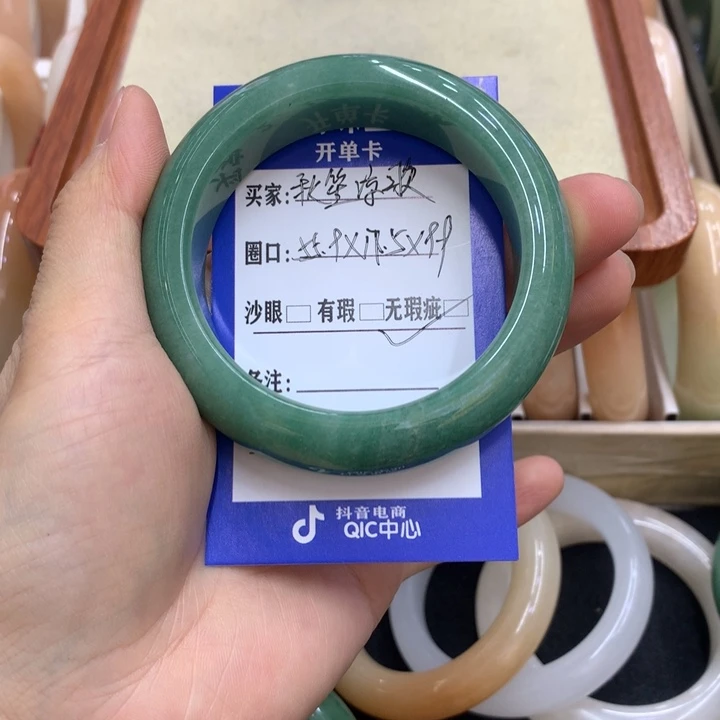 开单卡
买家:
圈口:
沙眼□ 有瑕□ 无瑕疵□
备注:
抖音电商
QIC中心